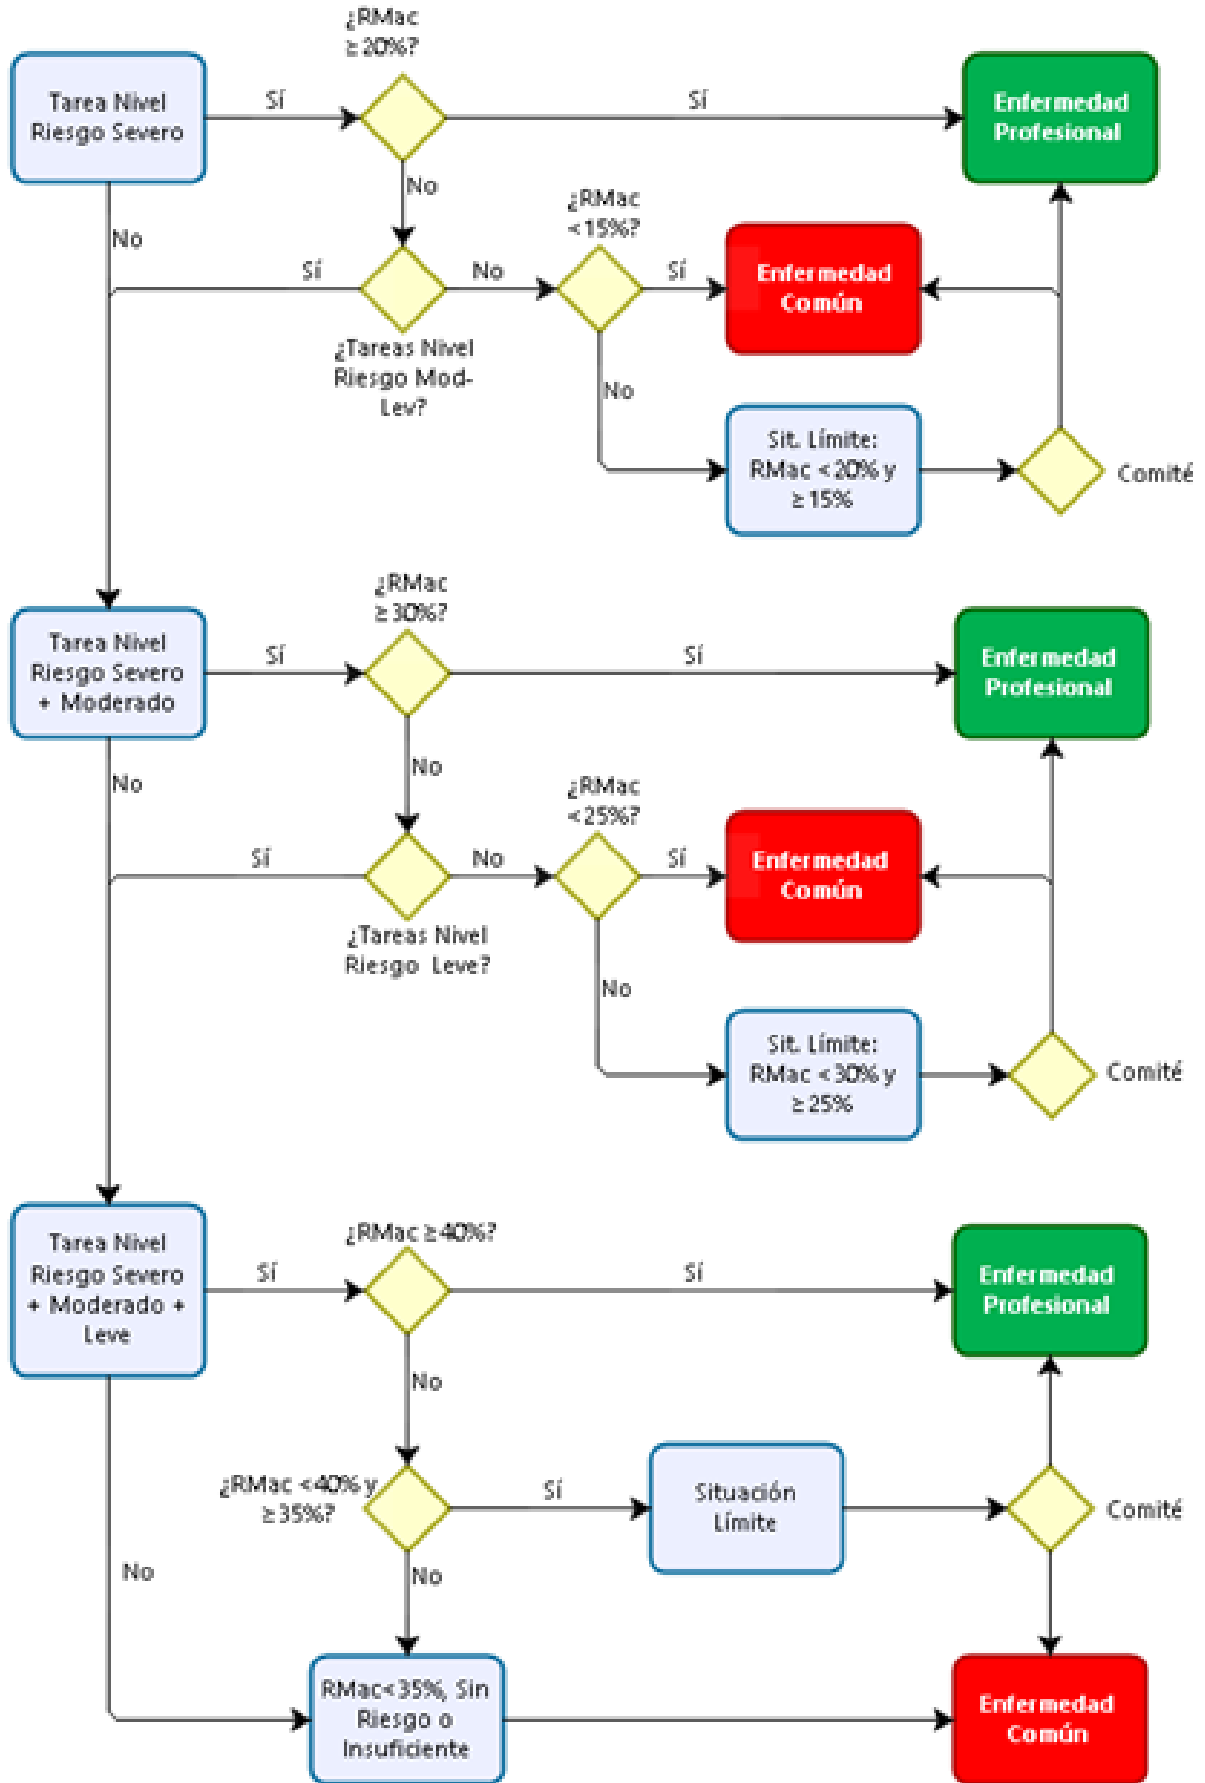 ¿RMac
≥20%?
Tarea Nivel
Riesgo Severo
Sí
Sí
Enfermedad
Profesional
No
No
¿RMac
<15%?
Sí
No
Sí
Enfermedad
Común
¿Tareas Nivel
Riesgo Mod-
Lev?
No
Sit. Límite:
RMac <20% y
≥15%
Comité
¿RMac
≥30%?
Tarea Nivel
Riesgo Severo
+ Moderado
Sí
Sí
Enfermedad
Profesional
No
No
¿RMac
<25%?
Sí
No
Sí
Enfermedad
Común
¿Tareas Nivel
Riesgo Leve?
No
Sit. Límite:
RMac <30% y
≥25%
Comité
¿RMac ≥40%?
Tarea Nivel
Riesgo Severo
+ Moderado +
Leve
Sí
Sí
Enfermedad
Profesional
No
¿RMac <40% y
≥35%?
Sí
Situación
Límite
Comité
No
No
RMac<35%, Sin
Riesgo o
Insuficiente
Enfermedad
Común